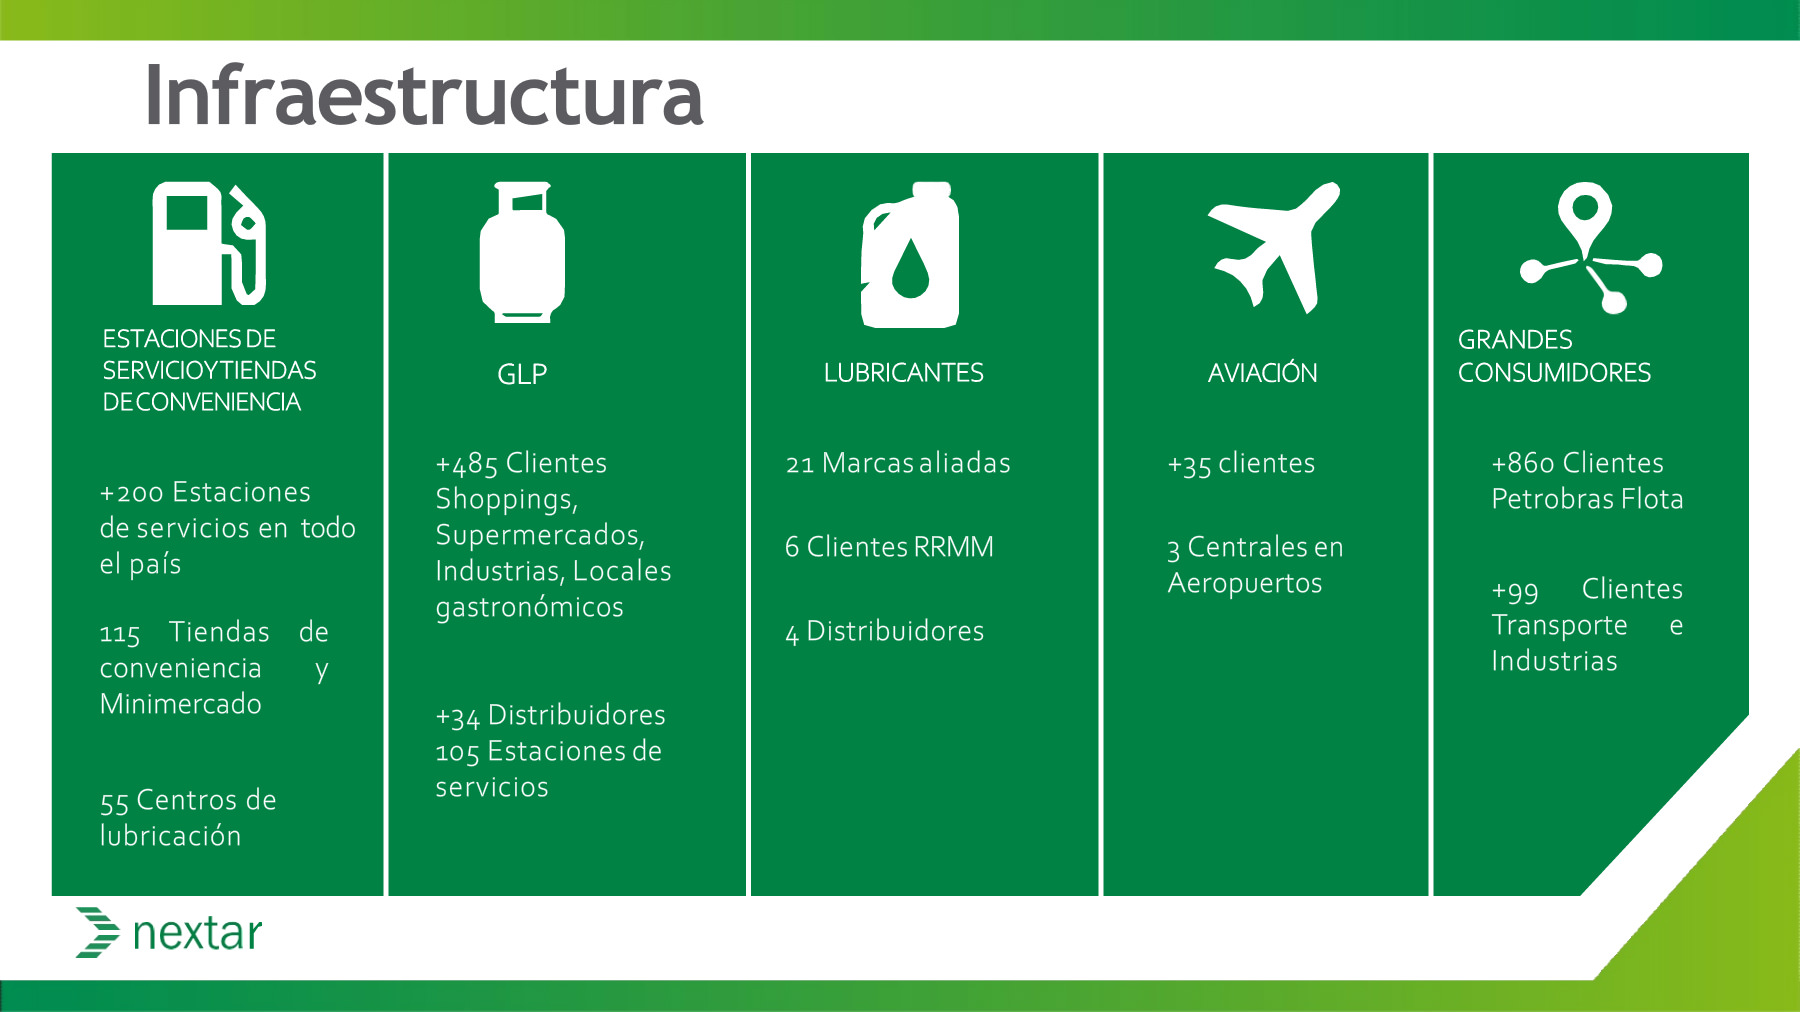 Infraestructura
ESTACIONES DE
SERVICIO Y TIENDAS
DE CONVENIENCIA
+200 Estaciones
de servicios en todo
el país
115 Tiendas de
conveniencia y
Minimercado
55 Centros de
lubricación
GLP
+485 Clientes
Shoppings,
Supermercados,
Industrias, Locales
gastronómicos
+34 Distribuidores
105 Estaciones de
servicios
LUBRICANTES
21 Marcas aliadas
6 Clientes RRMM
4 Distribuidores
AVIACIÓN
+35 clientes
3 Centrales en
Aeropuertos
GRANDES
CONSUMIDORES
+860 Clientes
Petrobras Flota
+99 Clientes
Transporte e
Industrias
nextar